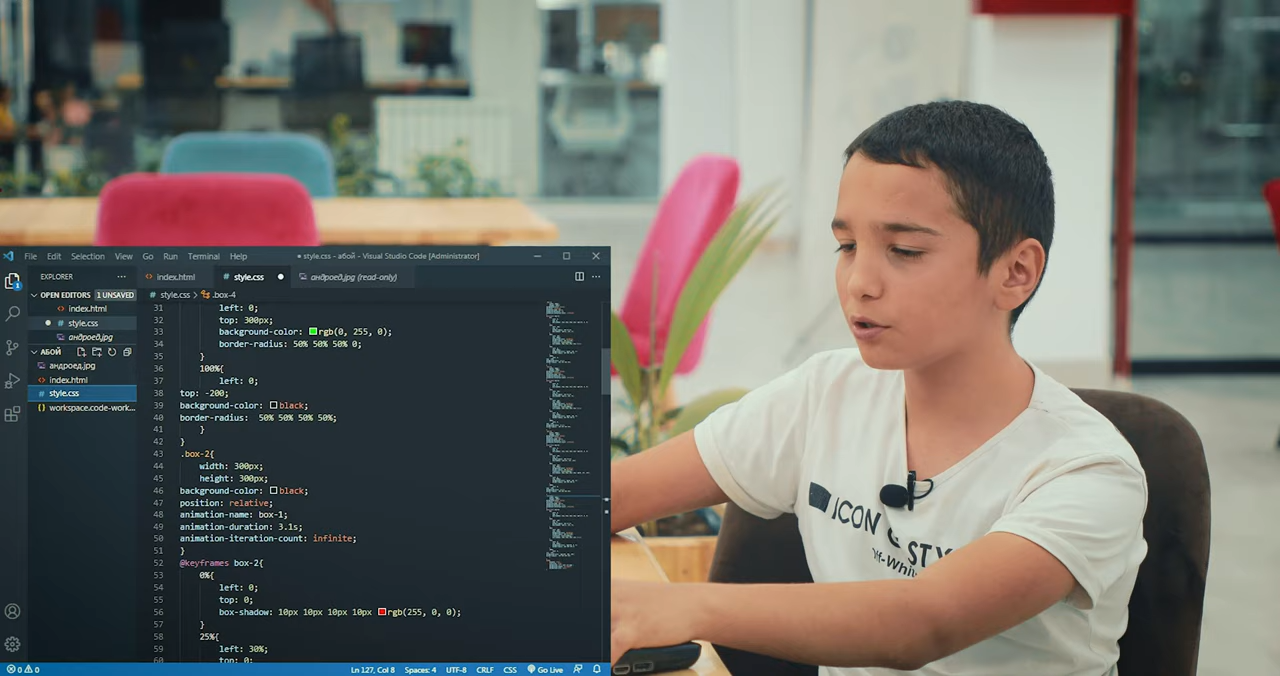 File Edit Selection View Go Run Terminal Help
● style.css - абой - Visual Studio Code [Administrator]
EXPLORER
index.html
style.css
андроед.jpg (read-only)
OPEN EDITORS 1 UNSAVED
index.html
style.css
андроед.jpg
АБОЙ
андроед.jpg
index.html
style.css
workspace.code-work...
style.css > .box-4
31 left: 0;
32 top: 300px;
33 background-color: rgb(0, 255, 0);
34 border-radius: 50% 50% 50% 0;
35 }
36 100%{
37 left: 0;
38 top: -200;
39 background-color: black;
40 border-radius: 50% 50% 50% 50%;
41 }
42 }
43 .box-2{
44 width: 300px;
45 height: 300px;
46 background-color: black;
47 position: relative;
48 animation-name: box-1;
49 animation-duration: 3.1s;
50 animation-iteration-count: infinite;
51 }
52 @keyframes box-2{
53 0%{
54 left: 0;
55 top: 0;
56 box-shadow: 10px 10px 10px 10px rgb(255, 0, 0);
57 }
58 25%{
59 left: 30%;
60 top: 0;
1
0 0
Ln 127, Col 8 Spaces: 4 UTF-8 CRLF CSS Go Live
ICON & STY
Off-Whi